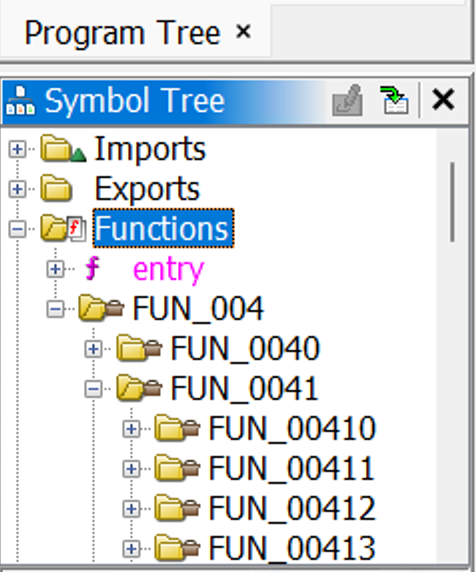 Program Tree ×
Symbol Tree
Imports
Exports
Functions
f entry
FUN_004
FUN_0040
FUN_0041
FUN_00410
FUN_00411
FUN_00412
FUN_00413